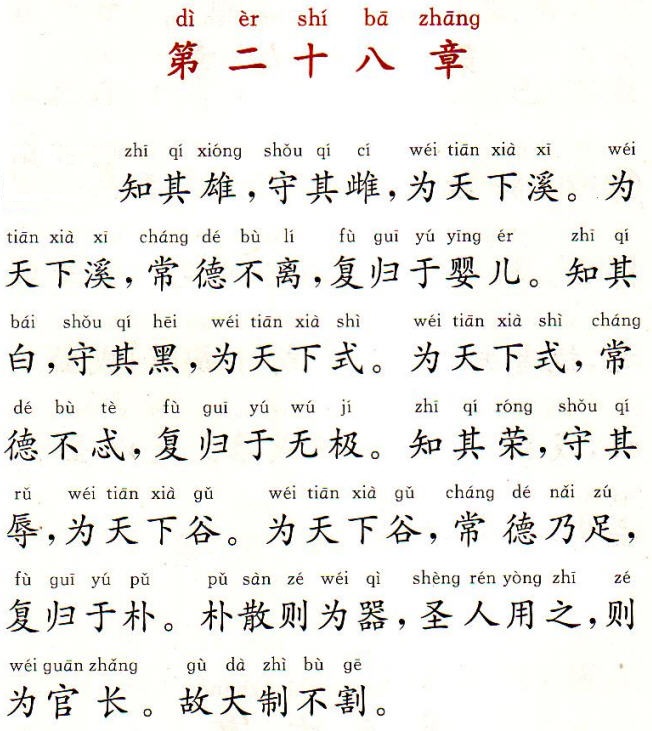 dì èr shí bā zhāng
第二十八章
zhī qí xióng shǒu qí cí wéi tiān xià xī wéi
知其雄，守其雌，为天下溪。为
tiān xià xī cháng dé bù lí fù guī yú yīng ér zhī qí
天下溪，常德不离，复归于婴儿。知其
bái shǒu qí hēi wéi tiān xià shì wéi tiān xià shì cháng
白，守其黑，为天下式。为天下式，常
dé bù tè fù guī yú wú jí zhī qí róng shǒu qí
德不忒，复归于无极。知其荣，守其
rǔ wéi tiān xià gǔ wéi tiān xià gǔ cháng dé nǎi zú
辱，为天下谷。为天下谷，常德乃足，
fù guī yú pǔ pǔ sàn zé wéi qì shèng rén yòng zhī zé
复归于朴。朴散则为器，圣人用之，则
wéi guān zhǎng gù dà zhì bù gē
为官长。故大制不割。